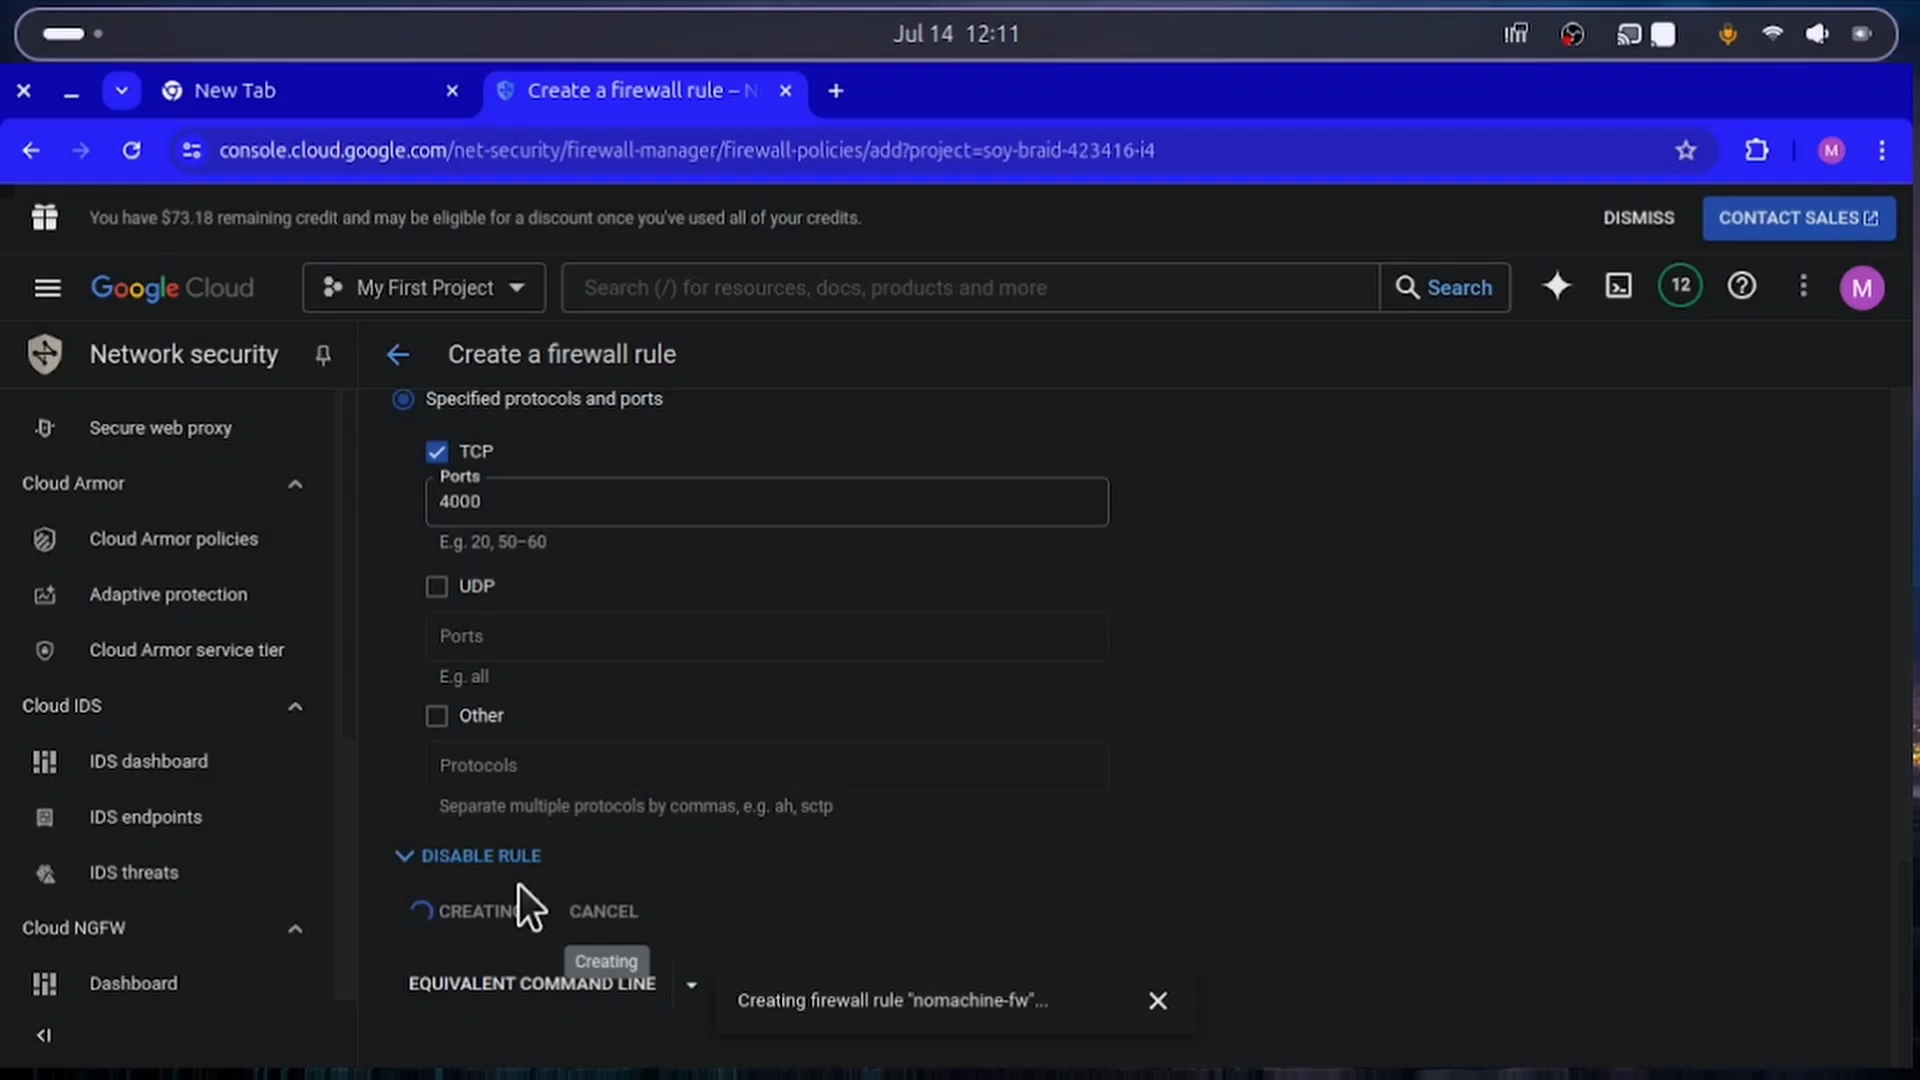 Jul 14 12:11
New Tab
Create a firewall rule – N
console.cloud.google.com/net-security/firewall-manager/firewall-policies/add?project=soy-braid-423416-i4
M
You have $73.18 remaining credit and may be eligible for a discount once you've used all of your credits.
DISMISS
CONTACT SALES
Google Cloud
My First Project
Search (/) for resources, docs, products and more
Search
12
M
Network security
Create a firewall rule
Secure web proxy
Cloud Armor
Cloud Armor policies
Adaptive protection
Cloud Armor service tier
Cloud IDS
IDS dashboard
IDS endpoints
IDS threats
Cloud NGFW
Dashboard
Specified protocols and ports
TCP
Ports
4000
E.g. 20, 50–60
UDP
Ports
E.g. all
Other
Protocols
Separate multiple protocols by commas, e.g. ah, sctp
DISABLE RULE
CREATING
CANCEL
Creating
EQUIVALENT COMMAND LINE
Creating firewall rule "nomachine-fw"...